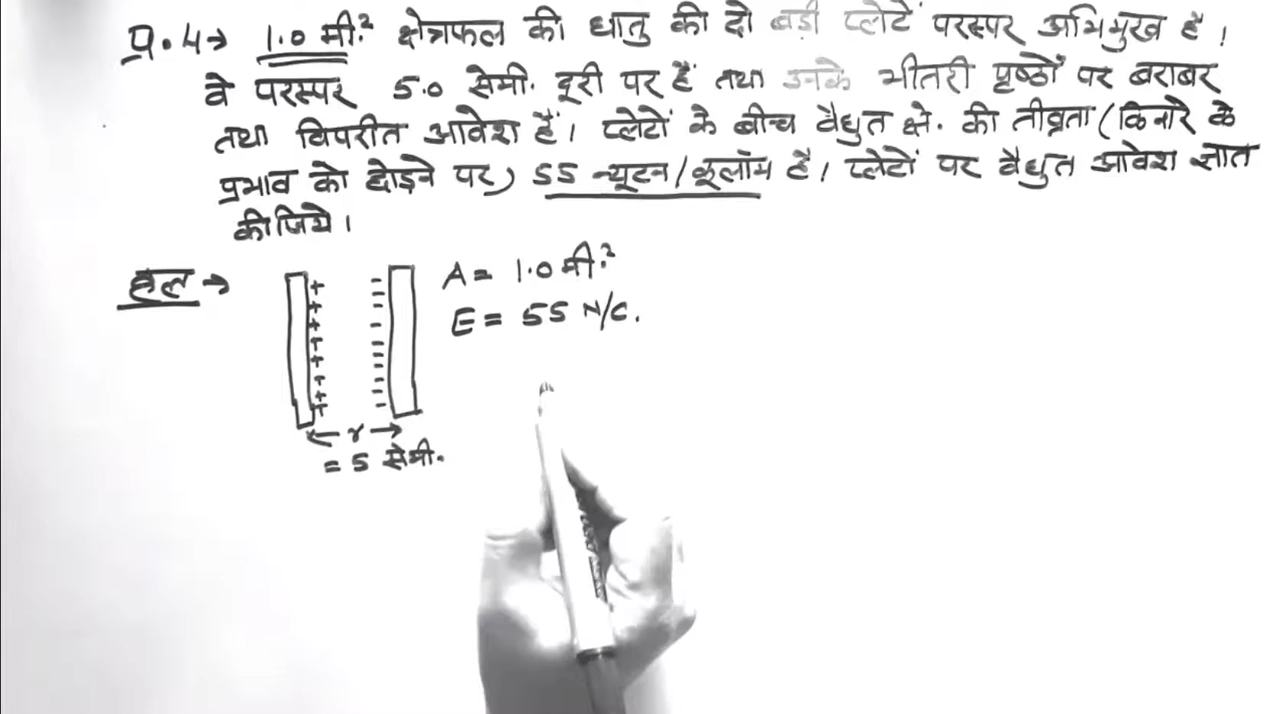 प्र.4→ 1.0 मी.² क्षेत्रफल की धातु की दो बड़ी प्लेटें परस्पर अभिमुख हैं।
वे परस्पर 5.0 सेमी. दूरी पर हैं तथा उनके भीतरी पृष्ठों पर बराबर
तथा विपरीत आवेश हैं। प्लेटों के बीच वैधुत क्षे. की तीव्रता (किनारे के
प्रभाव को छोड़ने पर) 55 न्यूटन/कूलॉम है। प्लेटों पर वैधुत आवेश ज्ञात
कीजिये।
हल→
A = 1.0 मी.²
E = 55 N/C.
+ + + + + + + +
- - - - - - - - -
← r →
= 5 सेमी.